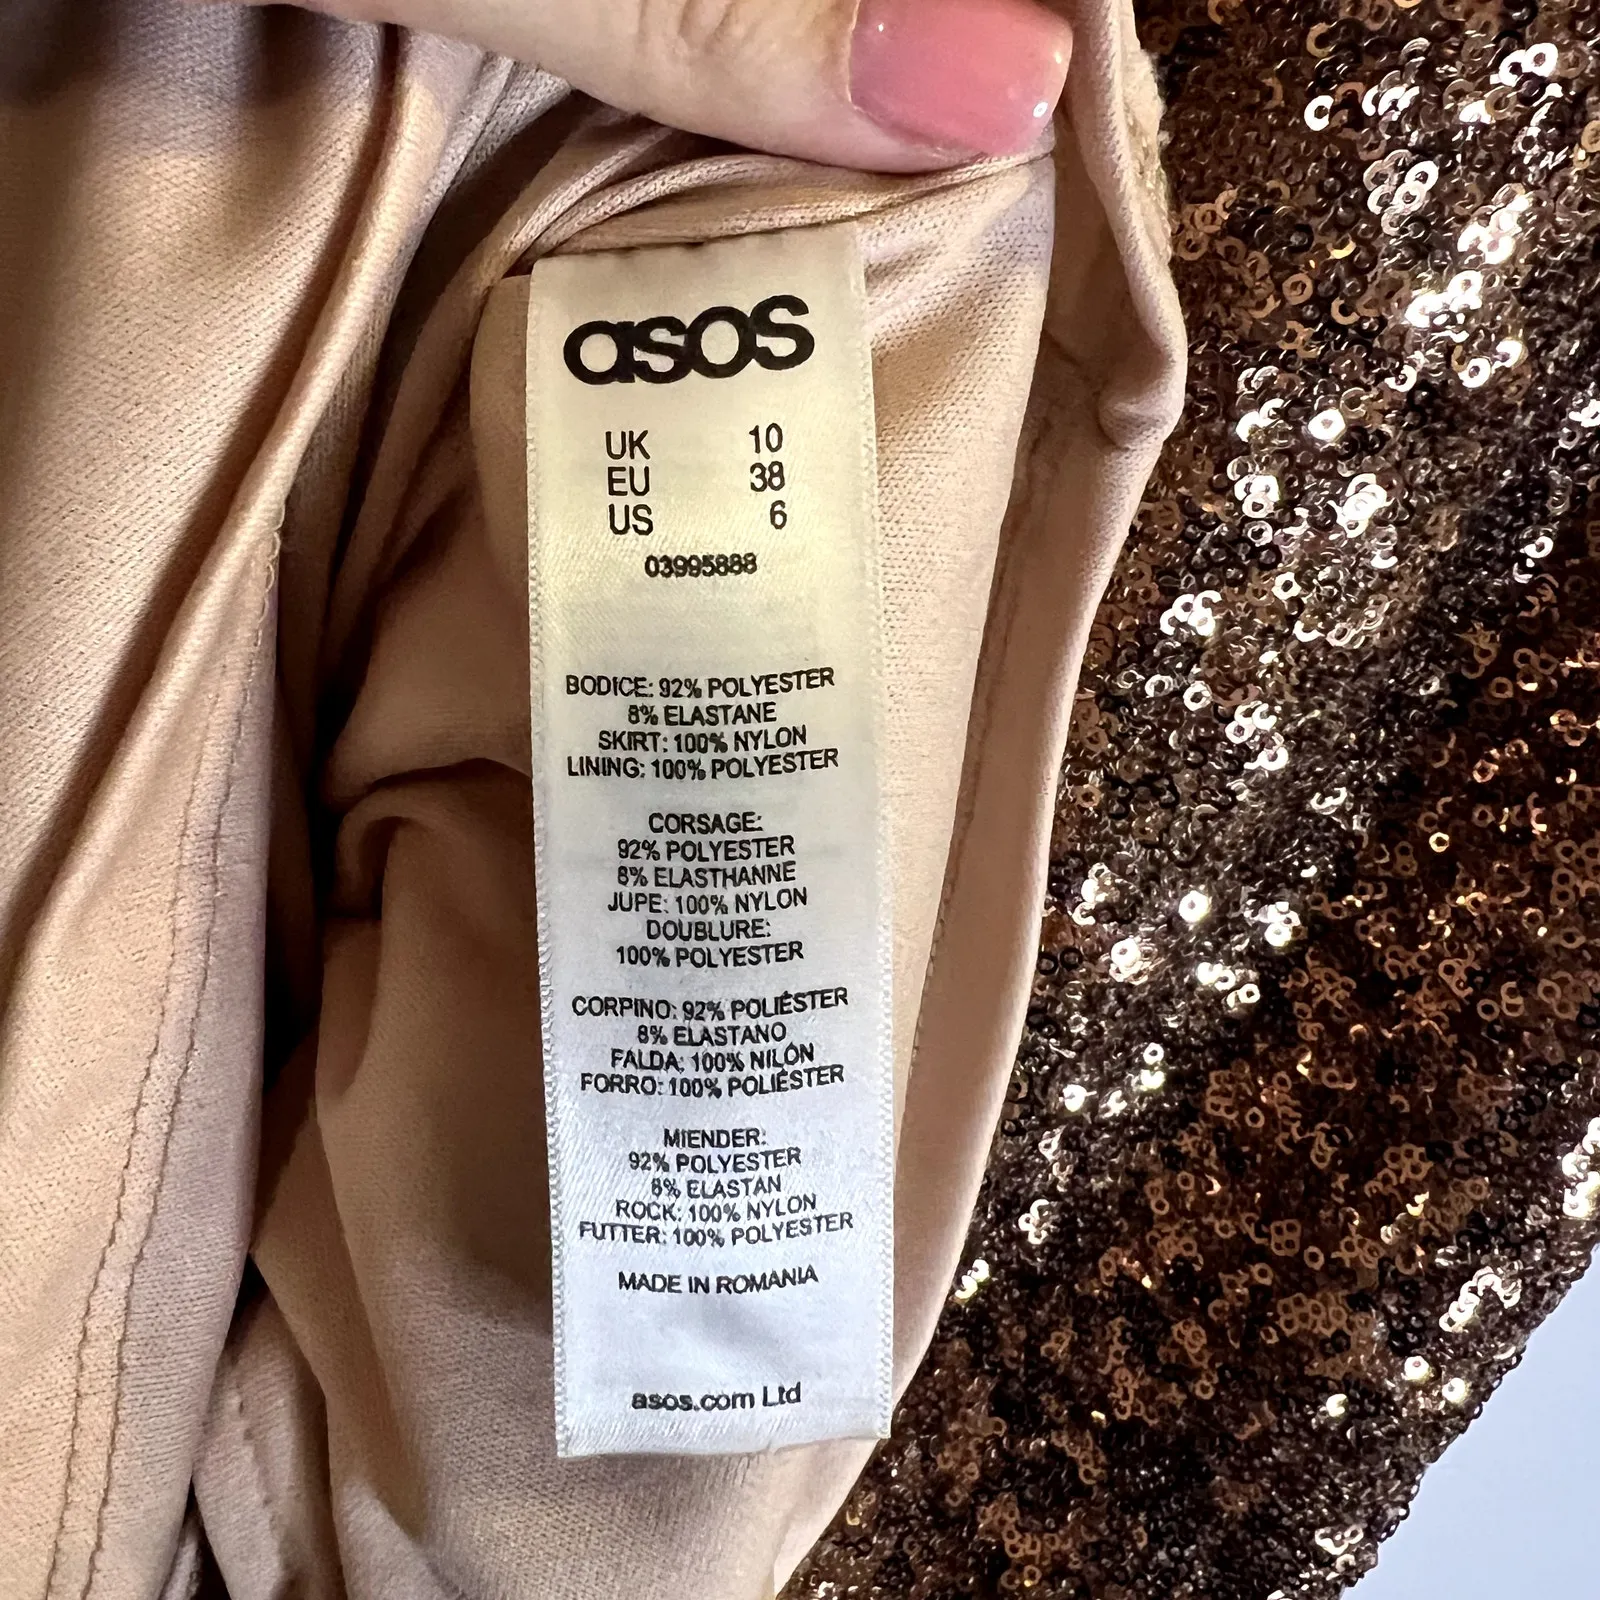 asos
UK 10
EU 38
US 6
03995888
BODICE: 92% POLYESTER
8% ELASTANE
SKIRT: 100% NYLON
LINING: 100% POLYESTER
CORSAGE:
92% POLYESTER
8% ELASTHANNE
JUPE: 100% NYLON
DOUBLURE:
100% POLYESTER
CORPINO: 92% POLIÉSTER
8% ELASTANO
FALDA: 100% NILÓN
FORRO: 100% POLIÉSTER
MIENDER:
92% POLYESTER
8% ELASTAN
ROCK: 100% NYLON
FUTTER: 100% POLYESTER
MADE IN ROMANIA
asos.com Ltd